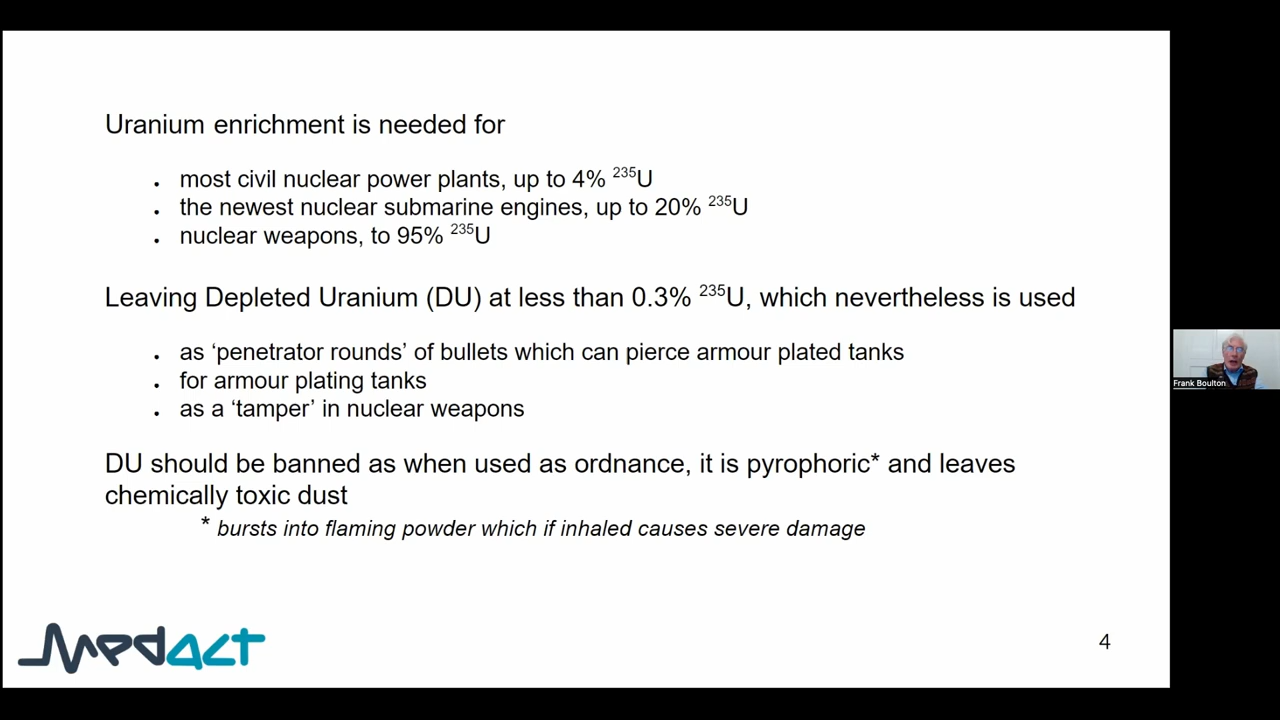 Uranium enrichment is needed for
• most civil nuclear power plants, up to 4% ²³⁵U
• the newest nuclear submarine engines, up to 20% ²³⁵U
• nuclear weapons, to 95% ²³⁵U
Leaving Depleted Uranium (DU) at less than 0.3% ²³⁵U, which nevertheless is used
• as ‘penetrator rounds’ of bullets which can pierce armour plated tanks
• for armour plating tanks
• as a ‘tamper’ in nuclear weapons
DU should be banned as when used as ordnance, it is pyrophoric* and leaves
chemically toxic dust
* bursts into flaming powder which if inhaled causes severe damage
Frank Boulton
medact
4